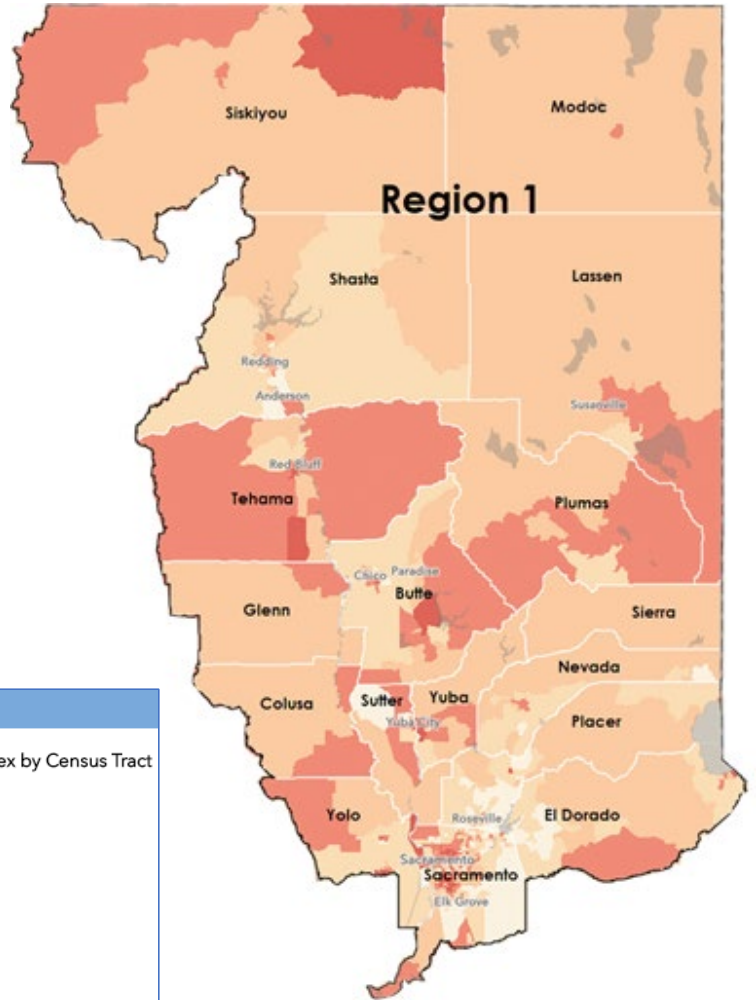 Siskiyou
Modoc
Region 1
Shasta
Lassen
Redding
Anderson
Susanville
Red Bluff
Tehama
Plumas
Chico
Paradise
Butte
Glenn
Sierra
Nevada
Colusa
Sutter
Yuba
Yuba City
Placer
ex by Census Tract
Yolo
Roseville
El Dorado
Sacramento
Sacramento
Elk Grove